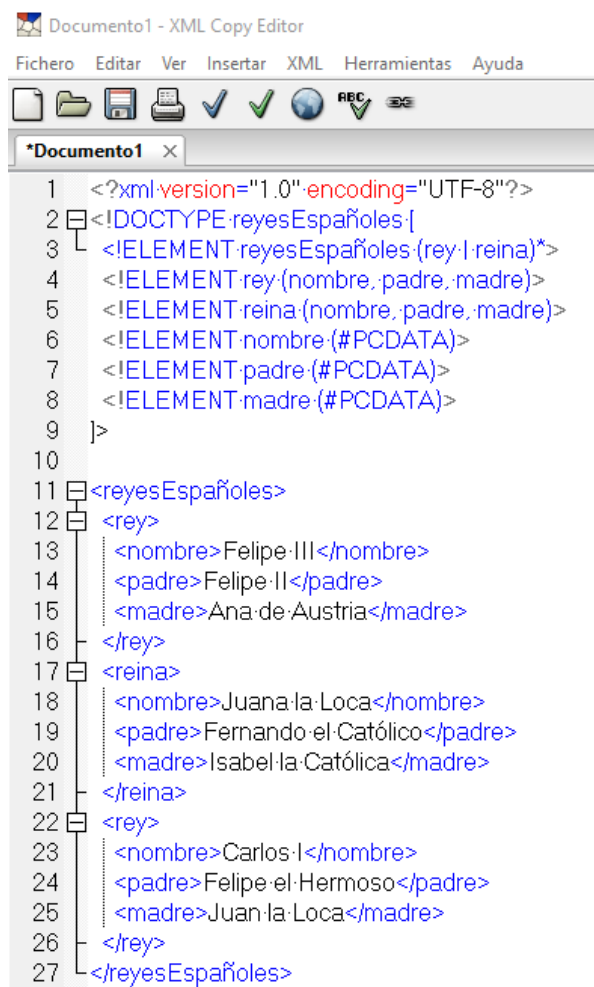 Documento1 - XML Copy Editor
Fichero Editar Ver Insertar XML Herramientas Ayuda
ABC
*Documento1 ×
1 <?xml·version="1.0"·encoding="UTF-8"?>
2 <!DOCTYPE·reyesEspañoles·[
3 <!ELEMENT·reyesEspañoles·(rey·|·reina)*>
4 <!ELEMENT·rey·(nombre,·padre,·madre)>
5 <!ELEMENT·reina·(nombre,·padre,·madre)>
6 <!ELEMENT·nombre·(#PCDATA)>
7 <!ELEMENT·padre·(#PCDATA)>
8 <!ELEMENT·madre·(#PCDATA)>
9 ]>
10
11 <reyesEspañoles>
12 <rey>
13 <nombre>Felipe·III</nombre>
14 <padre>Felipe·II</padre>
15 <madre>Ana·de·Austria</madre>
16 </rey>
17 <reina>
18 <nombre>Juana·la·Loca</nombre>
19 <padre>Fernando·el·Católico</padre>
20 <madre>Isabel·la·Católica</madre>
21 </reina>
22 <rey>
23 <nombre>Carlos·I</nombre>
24 <padre>Felipe·el·Hermoso</padre>
25 <madre>Juan·la·Loca</madre>
26 </rey>
27 </reyesEspañoles>